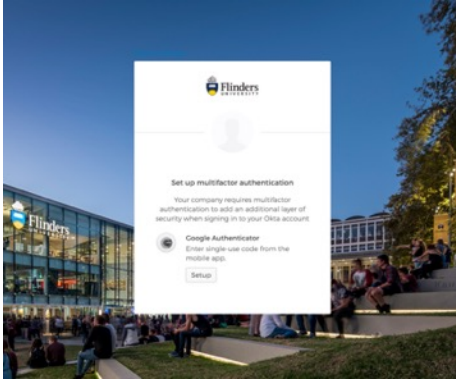 Flinders
UNIVERSITY
Set up multifactor authentication
Your company requires multifactor
authentication to add an additional layer of
security when signing in to your Okta account
Google Authenticator
Enter single-use code from the
mobile app.
Setup
Flinders
UNIVERSITY